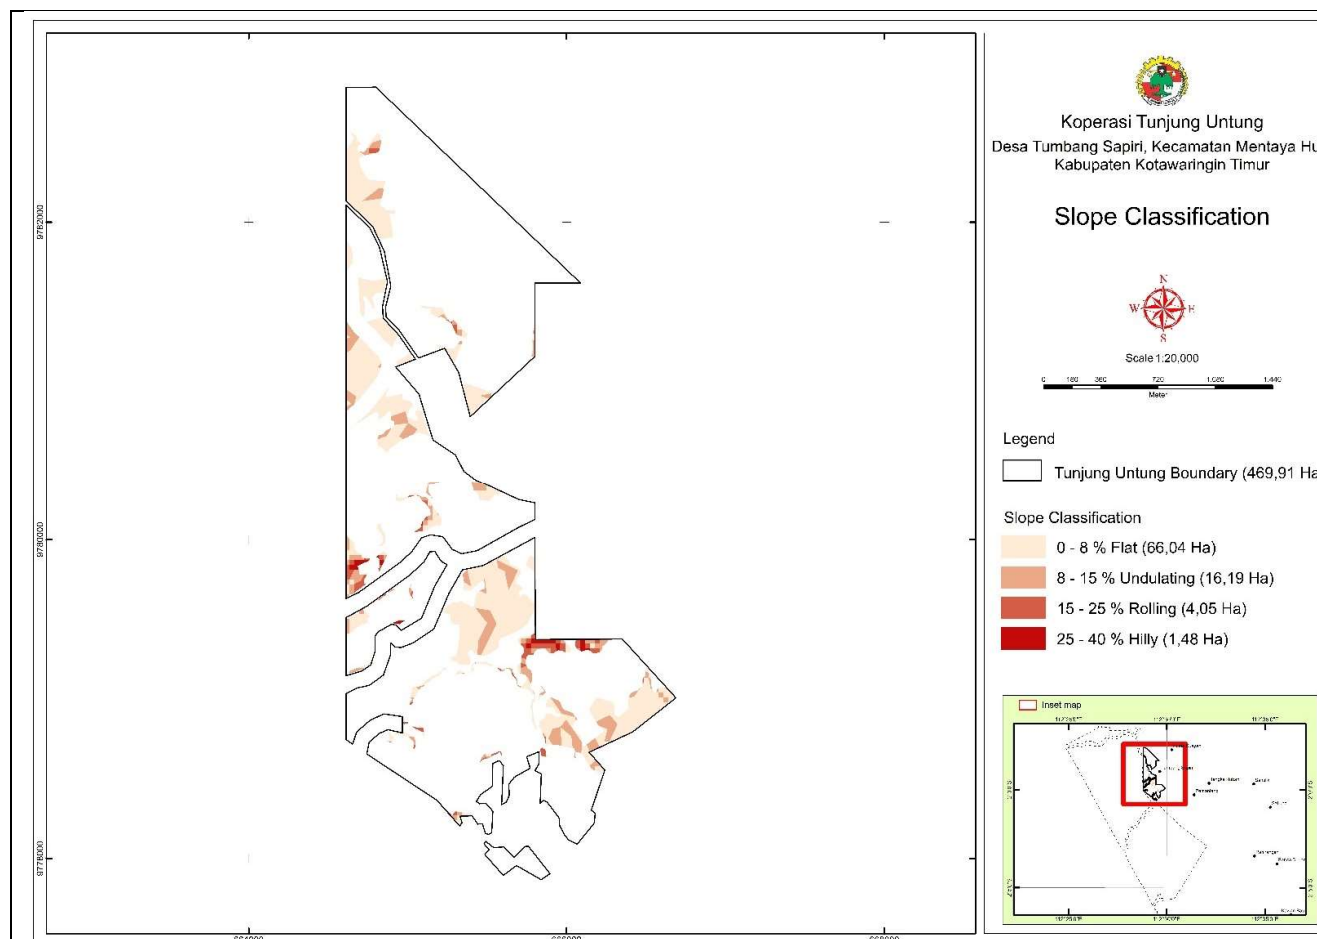 Koperasi Tunjung Untung
Desa Tumbang Sapiri, Kecamatan Mentaya Hu
Kabupaten Kotawaringin Timur
Slope Classification
N
W E
S
Scale 1:20,000
0 180 360 720 1.080 1.440
Meter
Legend
Tunjung Untung Boundary (469,91 Ha
Slope Classification
0 - 8 % Flat (66,04 Ha)
8 - 15 % Undulating (16,19 Ha)
15 - 25 % Rolling (4,05 Ha)
25 - 40 % Hilly (1,48 Ha)
Inset map
9782000
9780000
9778000
664000
666000
668000